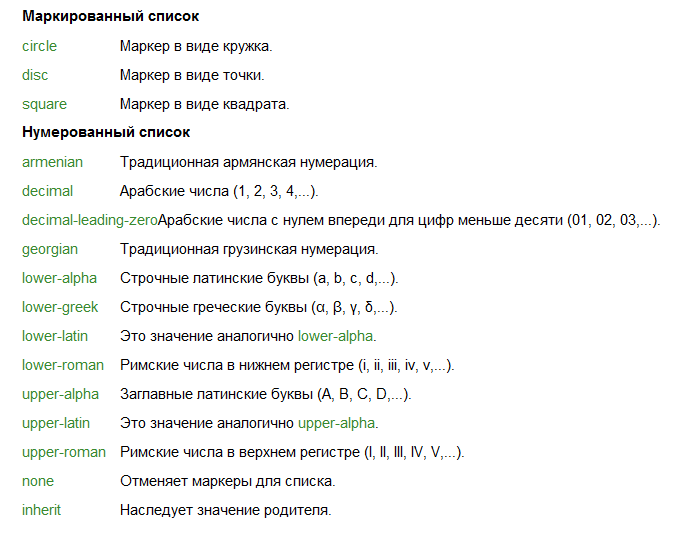 Маркированный список
circle Маркер в виде кружка.
disc Маркер в виде точки.
square Маркер в виде квадрата.
Нумерованный список
armenian Традиционная армянская нумерация.
decimal Арабские числа (1, 2, 3, 4,...).
decimal-leading-zeroАрабские числа с нулем впереди для цифр меньше десяти (01, 02, 03,...).
georgian Традиционная грузинская нумерация.
lower-alpha Строчные латинские буквы (a, b, c, d,...).
lower-greek Строчные греческие буквы (α, β, γ, δ,...).
lower-latin Это значение аналогично lower-alpha.
lower-roman Римские числа в нижнем регистре (i, ii, iii, iv, v,...).
upper-alpha Заглавные латинские буквы (A, B, C, D,...).
upper-latin Это значение аналогично upper-alpha.
upper-roman Римские числа в верхнем регистре (I, II, III, IV, V,...).
none Отменяет маркеры для списка.
inherit Наследует значение родителя.